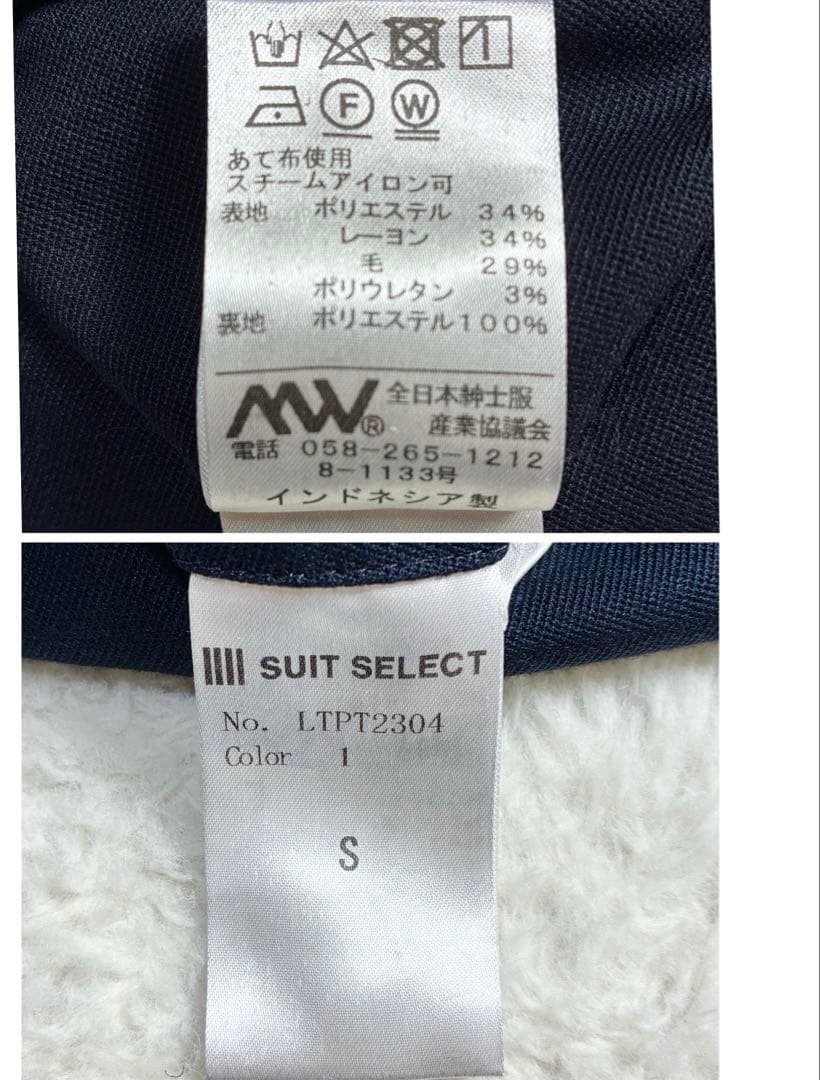 F W
あて布使用
スチームアイロン可
表地 ポリエステル 34%
レーヨン 34%
毛 29%
ポリウレタン 3%
裏地 ポリエステル100%
MW® 全日本紳士服
産業協議会
電話 058-265-1212
8-1133号
インドネシア製
SUIT SELECT
No. LTPT2304
Color 1
S